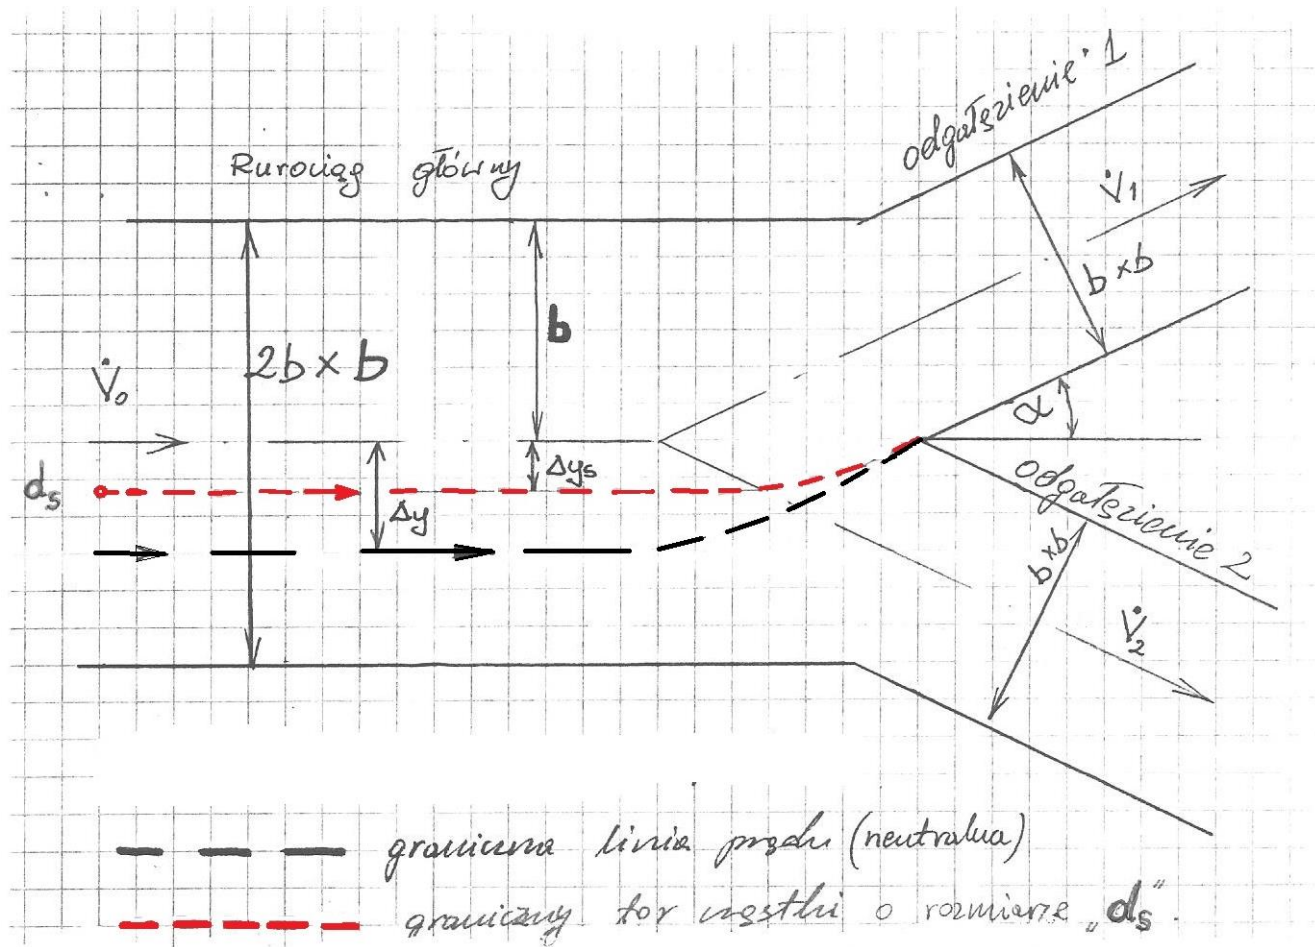 odgałęzienie 1
Rurociąg główny
V̇₁
b×b
b
2b×b
V̇₀
α
Δys
ds
Δy
odgałęzienie 2
b×b
V̇₂
graniczna linia prądu (neutralna)
graniczny tor cząstki o rozmiarze „ds".